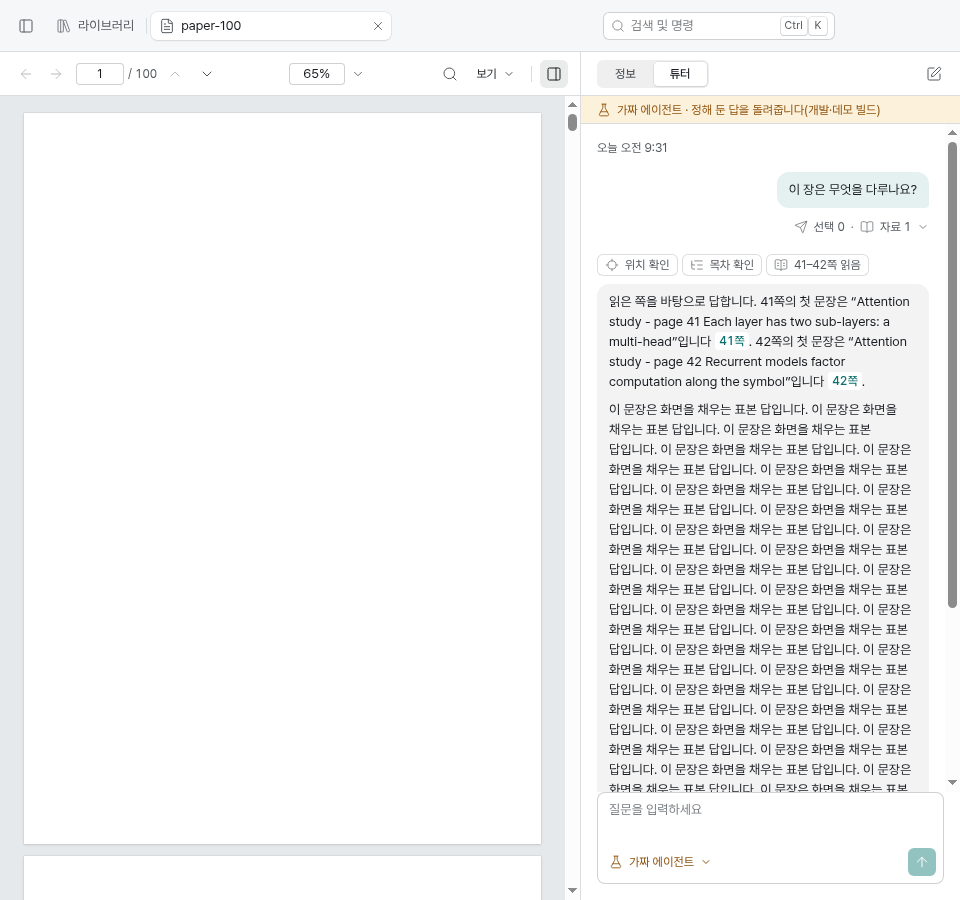 라이브러리
paper-100
검색 및 명령
Ctrl
K
1 / 100
65%
보기
정보
튜터
가짜 에이전트 · 정해 둔 답을 돌려줍니다(개발·데모 빌드)
오늘 오전 9:31
이 장은 무엇을 다루나요?
선택 0 · 자료 1
위치 확인
목차 확인
41–42쪽 읽음
읽은 쪽을 바탕으로 답합니다. 41쪽의 첫 문장은 “Attention
study - page 41 Each layer has two sub-layers: a
multi-head”입니다 41쪽 . 42쪽의 첫 문장은 “Attention
study - page 42 Recurrent models factor
computation along the symbol”입니다 42쪽 .
이 문장은 화면을 채우는 표본 답입니다. 이 문장은 화면을
채우는 표본 답입니다. 이 문장은 화면을 채우는 표본
답입니다. 이 문장은 화면을 채우는 표본 답입니다. 이 문장은
화면을 채우는 표본 답입니다. 이 문장은 화면을 채우는 표본
답입니다. 이 문장은 화면을 채우는 표본 답입니다. 이 문장은
화면을 채우는 표본 답입니다. 이 문장은 화면을 채우는 표본
답입니다. 이 문장은 화면을 채우는 표본 답입니다. 이 문장은
화면을 채우는 표본 답입니다. 이 문장은 화면을 채우는 표본
답입니다. 이 문장은 화면을 채우는 표본 답입니다. 이 문장은
화면을 채우는 표본 답입니다. 이 문장은 화면을 채우는 표본
답입니다. 이 문장은 화면을 채우는 표본 답입니다. 이 문장은
화면을 채우는 표본 답입니다. 이 문장은 화면을 채우는 표본
답입니다. 이 문장은 화면을 채우는 표본 답입니다. 이 문장은
화면을 채우는 표본 답입니다. 이 문장은 화면을 채우는 표본
답입니다. 이 문장은 화면을 채우는 표본 답입니다. 이 문장은
화면을 채우는 표본 답입니다. 이 문장은 화면을 채우는 표본
답입니다. 이 문장은 화면을 채우는 표본 답입니다. 이 문장은
화면을 채우는 표본 답입니다. 이 문장은 화면을 채우는 표본
답입니다. 이 문장은 화면을 채우는 표본 답입니다. 이 문장은
화면을 채우는 표본 답입니다. 이 문장은 화면을 채우는 표본
질문을 입력하세요
가짜 에이전트